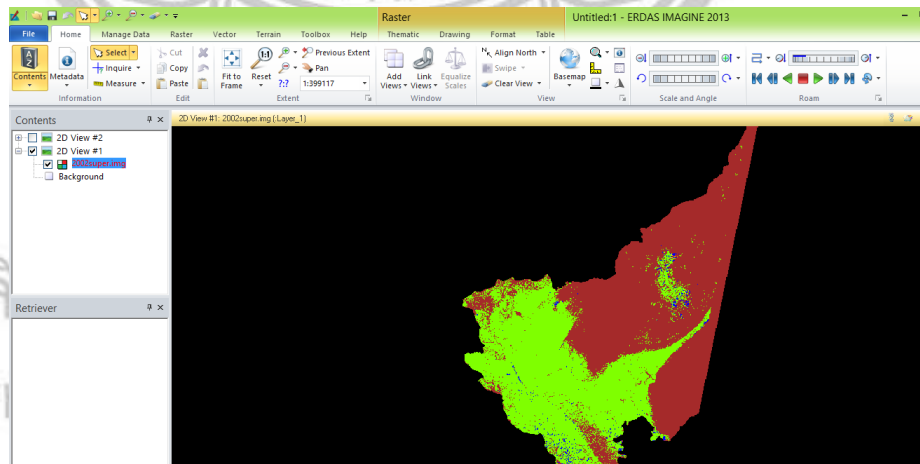 Raster
Untitled:1 - ERDAS IMAGINE 2013
File Home Manage Data Raster Vector Terrain Toolbox Help Thematic Drawing Format Table
Contents
Metadata
Select
Inquire
Measure
Information
Cut
Copy
Paste
Edit
Fit to
Frame
1:1
Reset
?:?
Previous Extent
Pan
1:399117
Extent
Add
Views
Link
Views
Equalize
Scales
Window
Align North
Swipe
Clear View
Basemap
View
Scale and Angle
Roam
Contents
2D View #2
2D View #1
2002super.img
Background
Retriever
2D View #1: 2002super.img (:Layer_1)